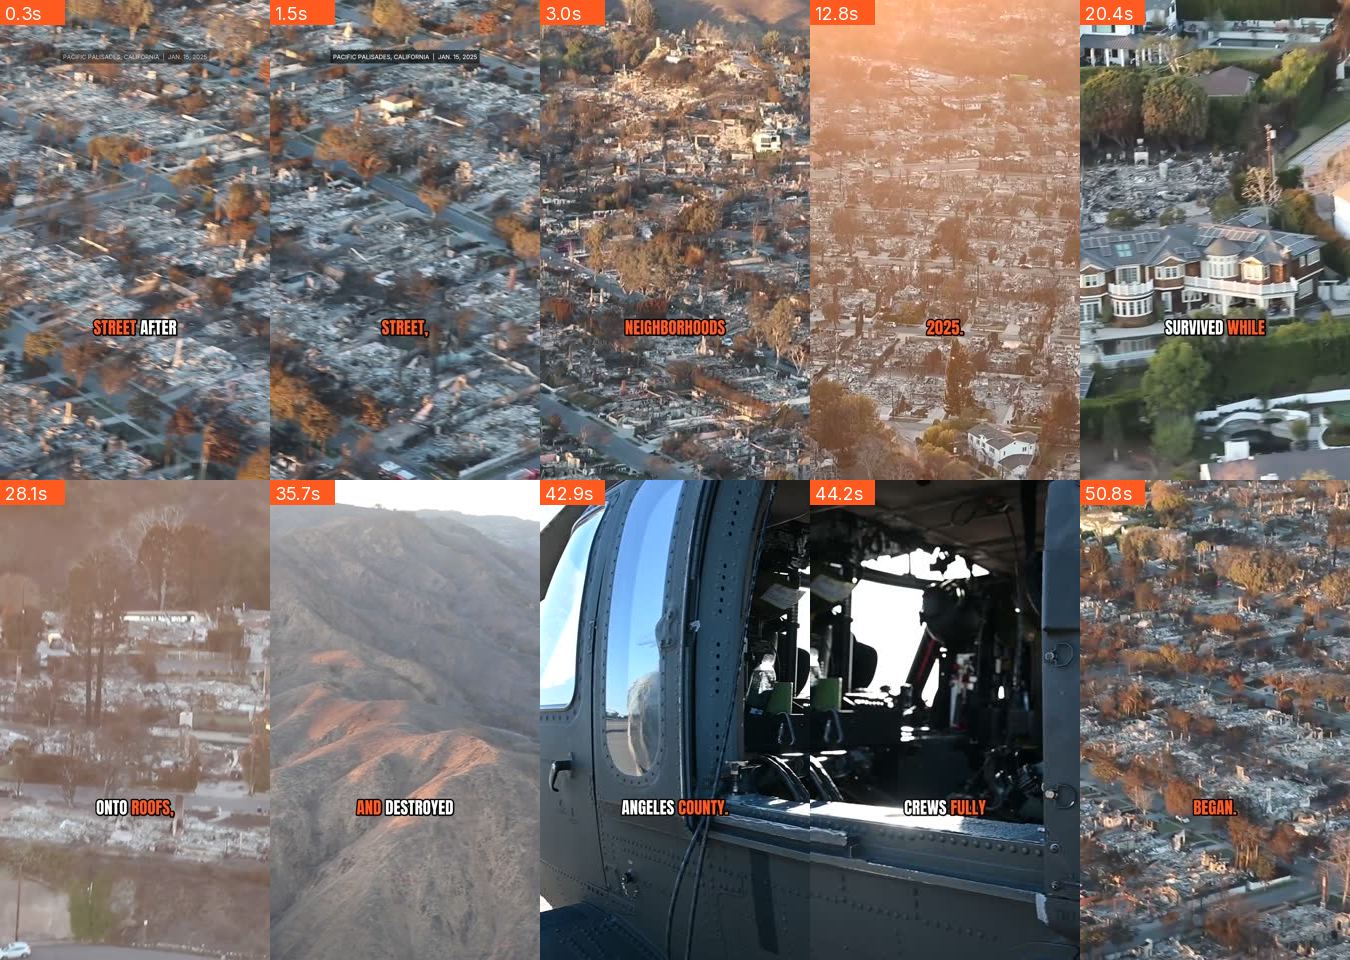 0.3s
1.5s
3.0s
12.8s
20.4s
PACIFIC PALISADES, CALIFORNIA | JAN. 15, 2025
PACIFIC PALISADES, CALIFORNIA | JAN. 15, 2025
STREET AFTER
STREET,
NEIGHBORHOODS
2025.
SURVIVED WHILE
28.1s
35.7s
42.9s
44.2s
50.8s
ONTO ROOFS,
AND DESTROYED
ANGELES COUNTY.
CREWS FULLY
BEGAN.